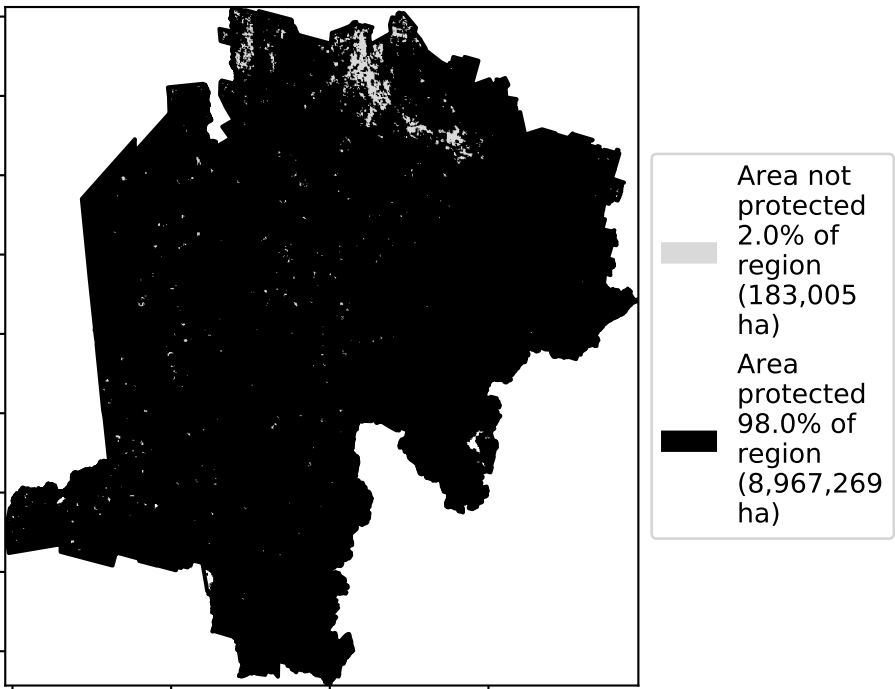 Area not
protected
2.0% of
region
(183,005
ha)
Area
protected
98.0% of
region
(8,967,269
ha)